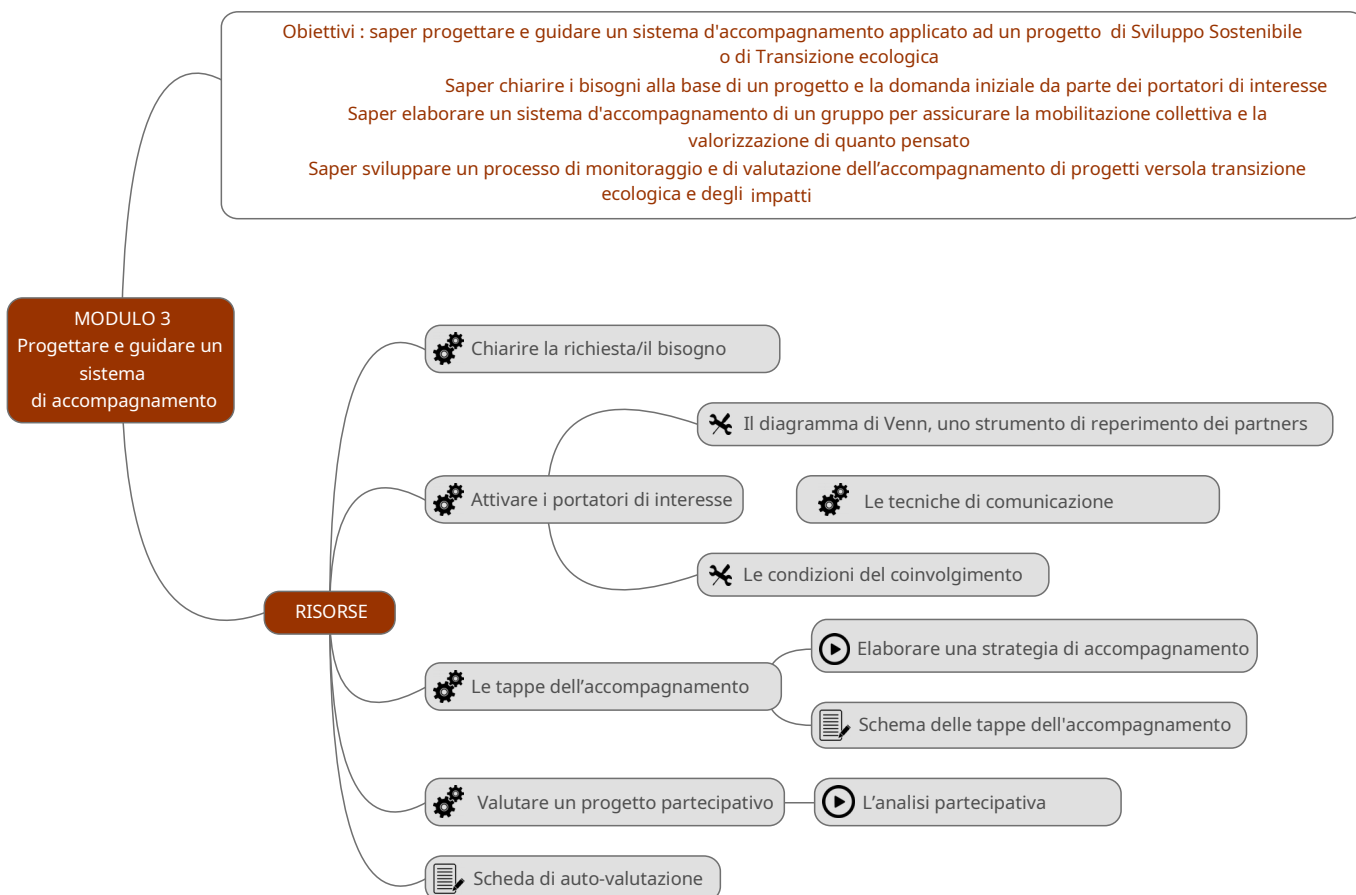 Obiettivi : saper progettare e guidare un sistema d'accompagnamento applicato ad un progetto di Sviluppo Sostenibile
o di Transizione ecologica
Saper chiarire i bisogni alla base di un progetto e la domanda iniziale da parte dei portatori di interesse
Saper elaborare un sistema d'accompagnamento di un gruppo per assicurare la mobilitazione collettiva e la
valorizzazione di quanto pensato
Saper sviluppare un processo di monitoraggio e di valutazione dell’accompagnamento di progetti versola transizione
ecologica e degli impatti
MODULO 3
Progettare e guidare un
sistema
di accompagnamento
RISORSE
Chiarire la richiesta/il bisogno
Attivare i portatori di interesse
Il diagramma di Venn, uno strumento di reperimento dei partners
Le tecniche di comunicazione
Le condizioni del coinvolgimento
Le tappe dell’accompagnamento
Elaborare una strategia di accompagnamento
Schema delle tappe dell'accompagnamento
Valutare un progetto partecipativo
L’analisi partecipativa
Scheda di auto-valutazione